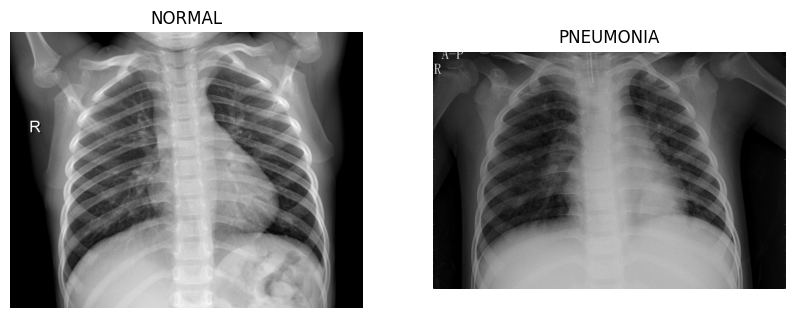 NORMAL
PNEUMONIA
A-P
R
R